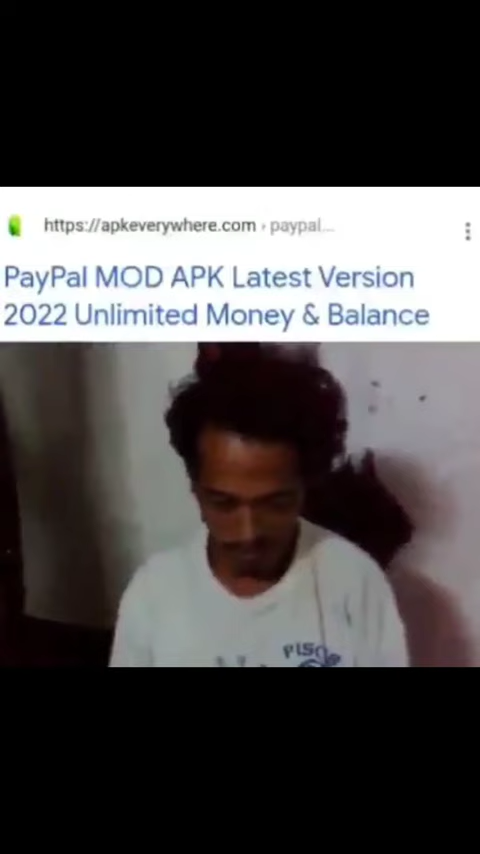 https://apkeverywhere.com › paypal...
PayPal MOD APK Latest Version
2022 Unlimited Money & Balance